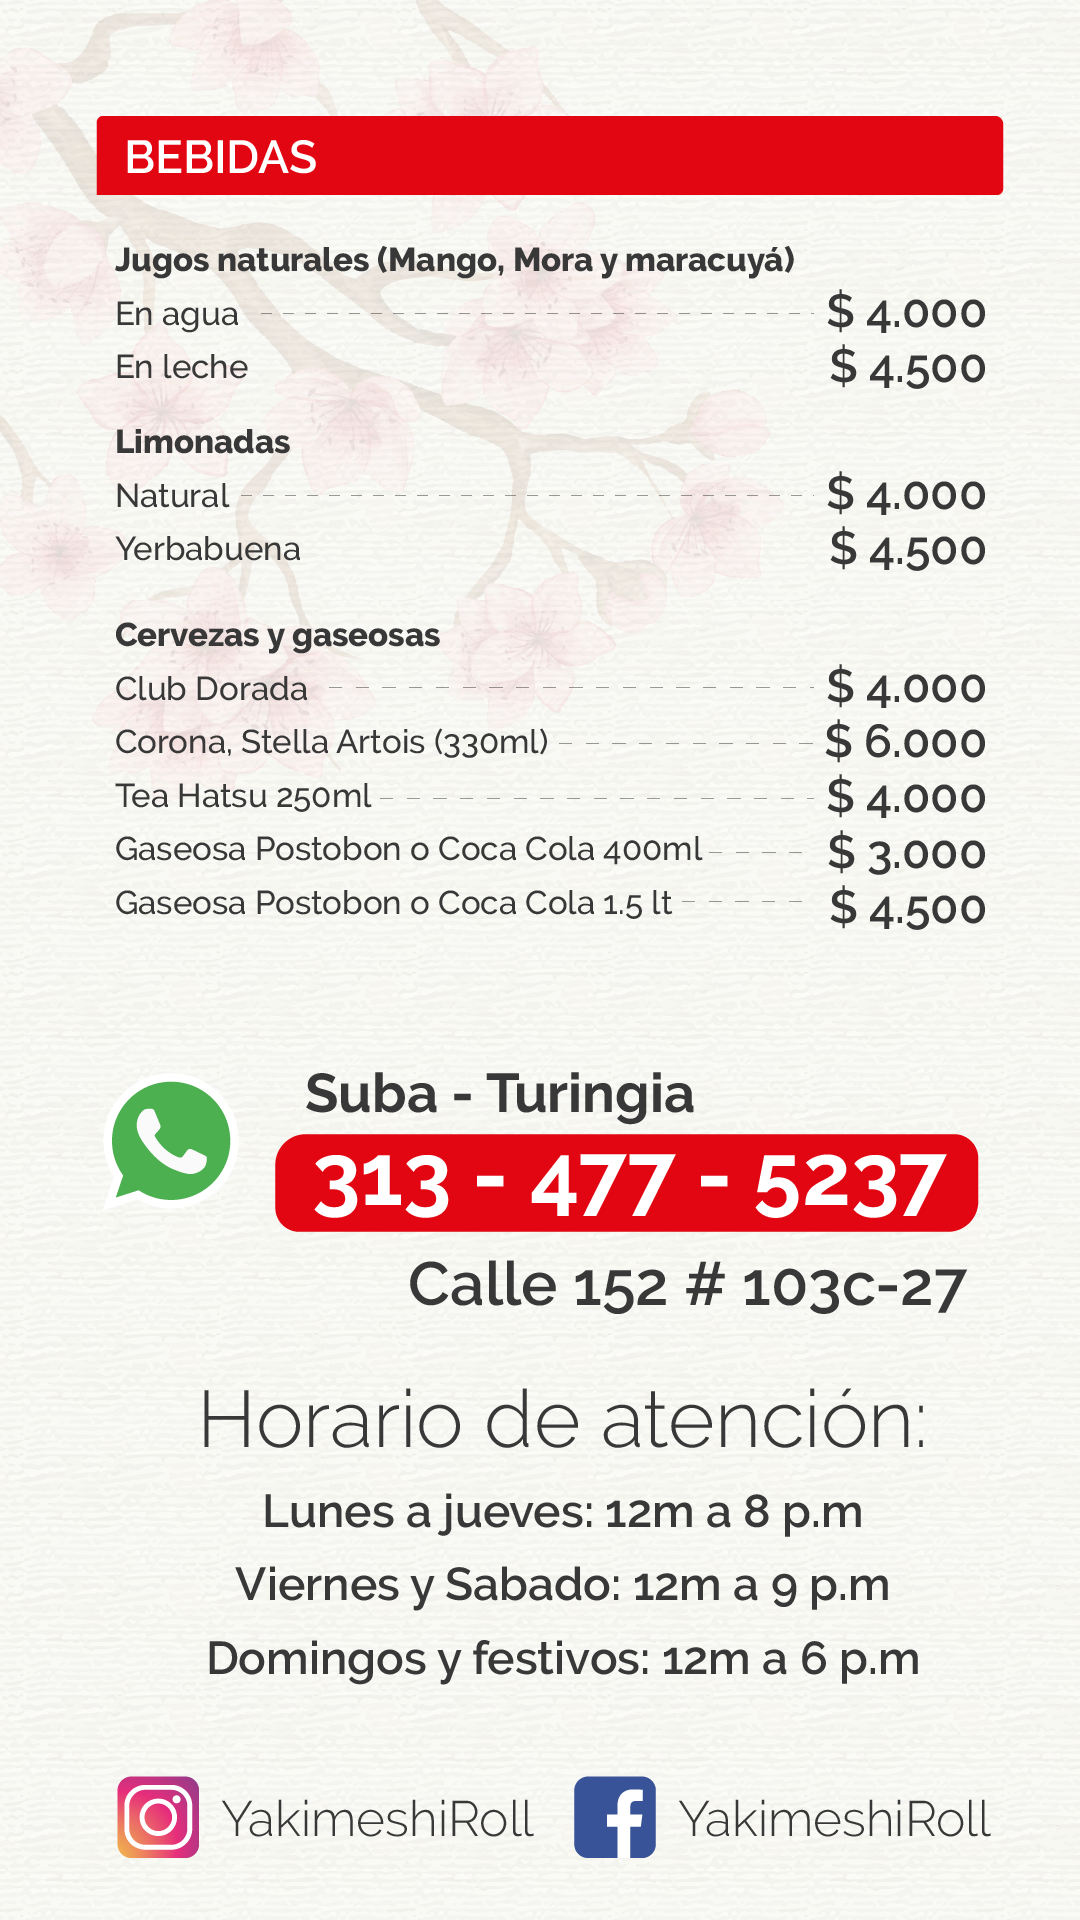 BEBIDAS
Jugos naturales (Mango, Mora y maracuyá)
En agua $ 4.000
En leche $ 4.500
Limonadas
Natural $ 4.000
Yerbabuena $ 4.500
Cervezas y gaseosas
Club Dorada $ 4.000
Corona, Stella Artois (330ml) $ 6.000
Tea Hatsu 250ml $ 4.000
Gaseosa Postobon o Coca Cola 400ml $ 3.000
Gaseosa Postobon o Coca Cola 1.5 lt $ 4.500
Suba - Turingia
313 - 477 - 5237
Calle 152 # 103c-27
Horario de atención:
Lunes a jueves: 12m a 8 p.m
Viernes y Sabado: 12m a 9 p.m
Domingos y festivos: 12m a 6 p.m
YakimeshiRoll YakimeshiRoll